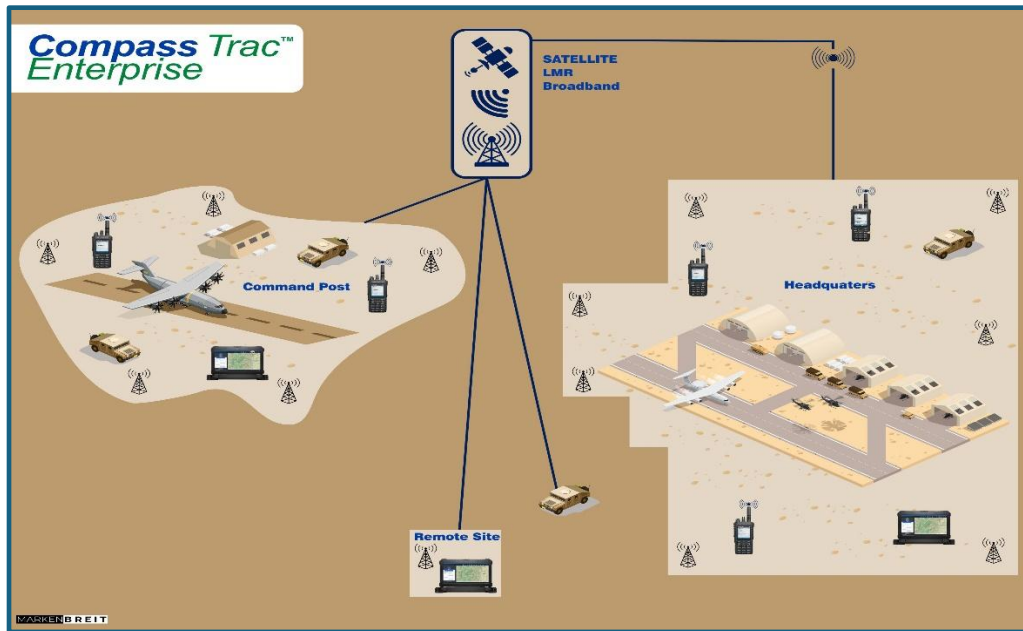 Compass Trac™
Enterprise
SATELLITE
LMR
Broadband
Command Post
Headquaters
Remote Site
MARKENBREIT